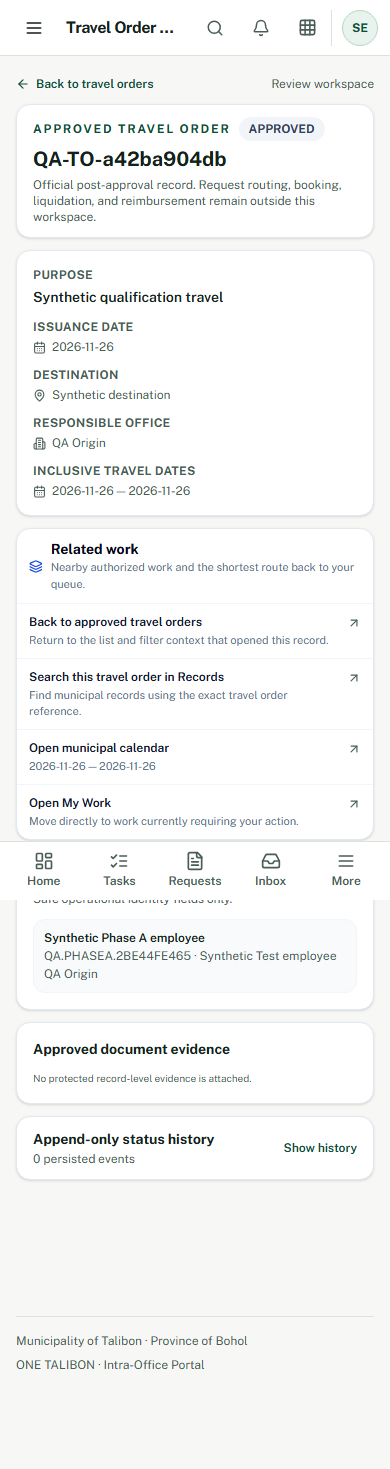 Travel Order ...
SE
Back to travel orders
Review workspace
APPROVED TRAVEL ORDER
APPROVED
QA-TO-a42ba904db
Official post-approval record. Request routing, booking,
liquidation, and reimbursement remain outside this
workspace.
PURPOSE
Synthetic qualification travel
ISSUANCE DATE
2026-11-26
DESTINATION
Synthetic destination
RESPONSIBLE OFFICE
QA Origin
INCLUSIVE TRAVEL DATES
2026-11-26 — 2026-11-26
Related work
Nearby authorized work and the shortest route back to your
queue.
Back to approved travel orders
Return to the list and filter context that opened this record.
Search this travel order in Records
Find municipal records using the exact travel order
reference.
Open municipal calendar
2026-11-26 — 2026-11-26
Open My Work
Move directly to work currently requiring your action.
Home
Tasks
Requests
Inbox
More
Safe operational identity fields only.
Synthetic Phase A employee
QA.PHASEA.2BE44FE465 · Synthetic Test employee
QA Origin
Approved document evidence
No protected record-level evidence is attached.
Append-only status history
0 persisted events
Show history
Municipality of Talibon · Province of Bohol
ONE TALIBON · Intra-Office Portal